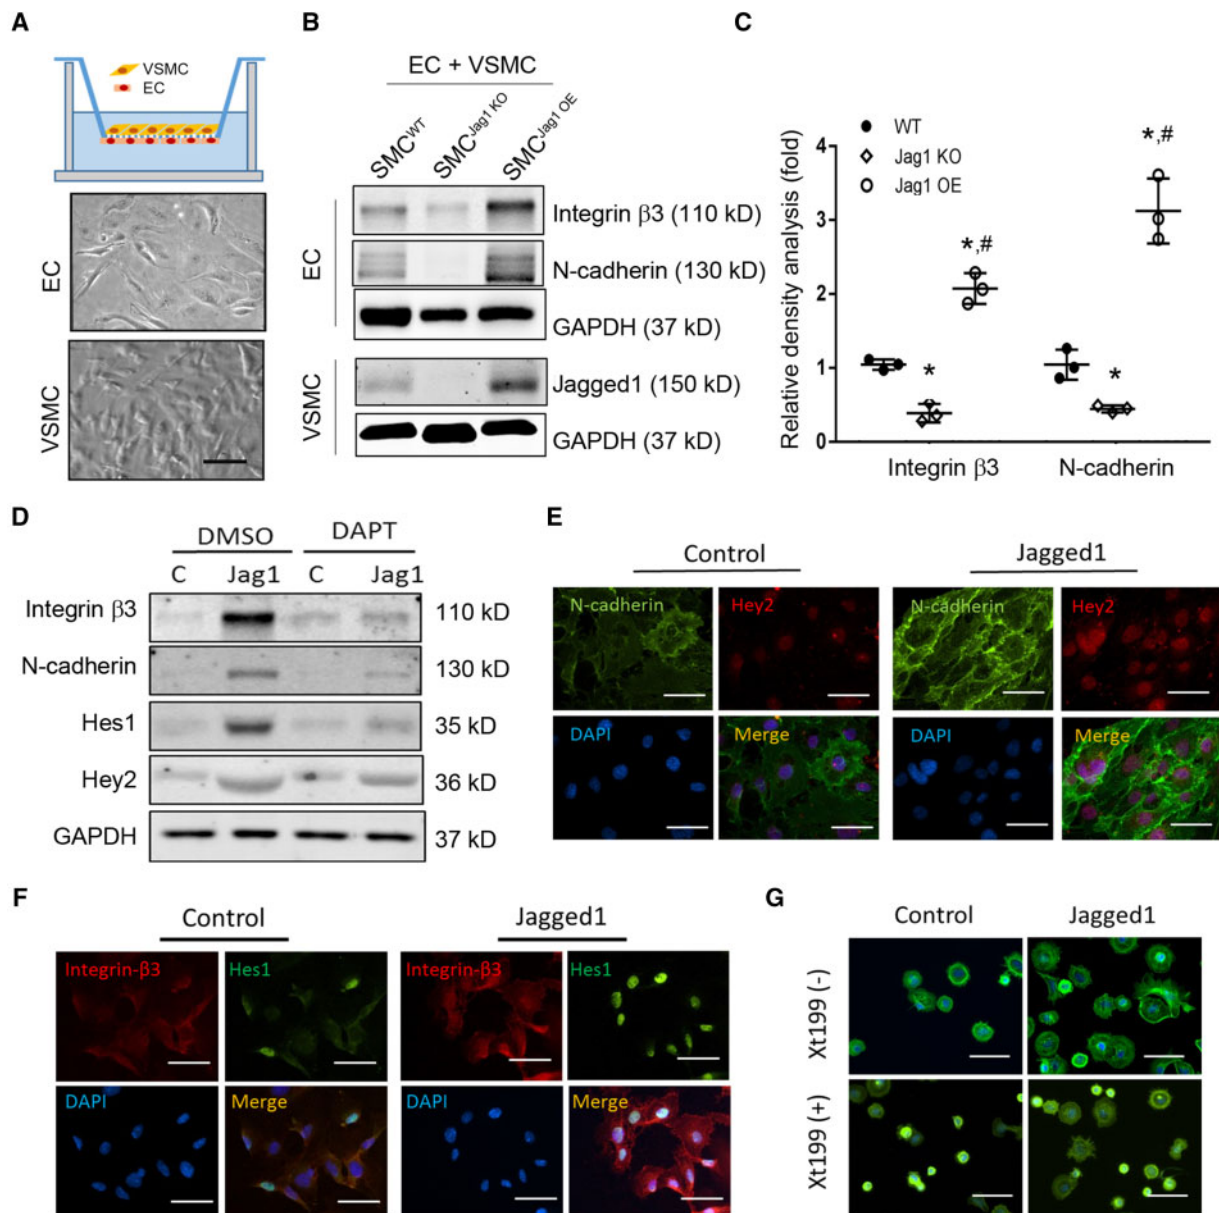 A
VSMC
EC
EC
VSMC
B
EC + VSMC
SMC^WT
SMC^Jag1 KO
SMC^Jag1 OE
EC
Integrin β3 (110 kD)
N-cadherin (130 kD)
GAPDH (37 kD)
VSMC
Jagged1 (150 kD)
GAPDH (37 kD)
C
Relative density analysis (fold)
WT
Jag1 KO
Jag1 OE
4
3
2
1
0
*,#
*
*,#
*
Integrin β3
N-cadherin
D
DMSO
DAPT
C
Jag1
C
Jag1
Integrin β3
110 kD
N-cadherin
130 kD
Hes1
35 kD
Hey2
36 kD
GAPDH
37 kD
E
Control
Jagged1
N-cadherin
Hey2
N-cadherin
Hey2
DAPI
Merge
DAPI
Merge
F
Control
Jagged1
Integrin-β3
Hes1
Integrin-β3
Hes1
DAPI
Merge
DAPI
Merge
G
Control
Jagged1
Xt199 (-)
Xt199 (+)